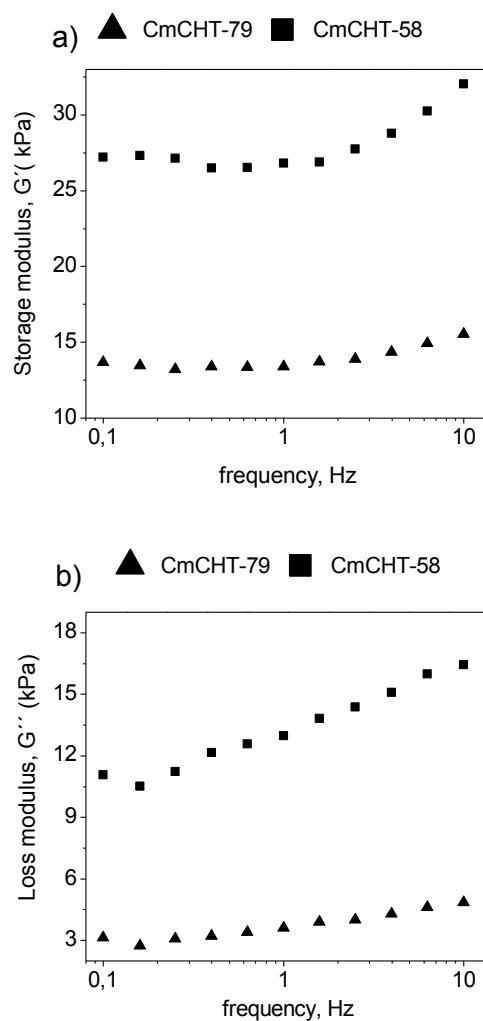 a) CmCHT-79 CmCHT-58
Storage modulus, G´( kPa)
30
25
20
15
10
0,1 1 10
frequency, Hz
b) CmCHT-79 CmCHT-58
Loss modulus, G´´ (kPa)
18
15
12
9
6
3
0,1 1 10
frequency, Hz